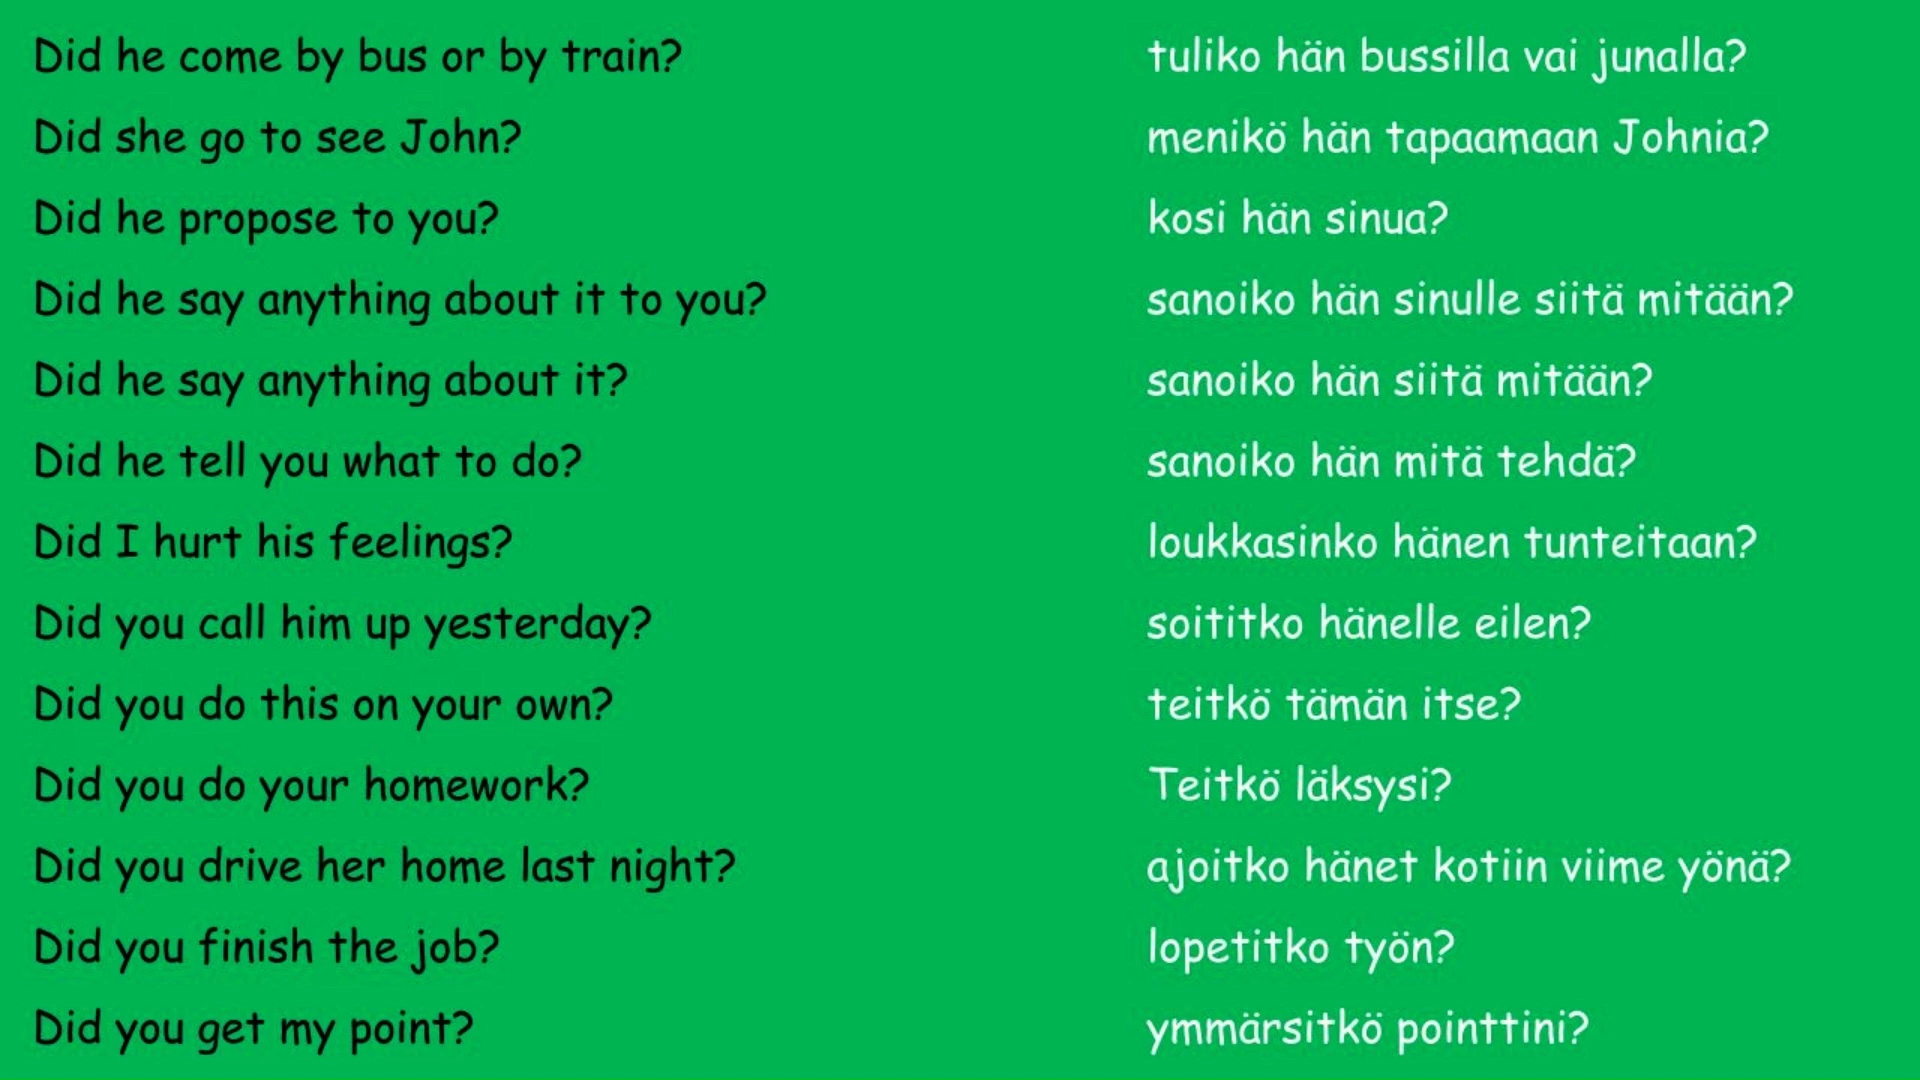 Did he come by bus or by train? tuliko hän bussilla vai junalla?
Did she go to see John? menikö hän tapaamaan Johnia?
Did he propose to you? kosi hän sinua?
Did he say anything about it to you? sanoiko hän sinulle siitä mitään?
Did he say anything about it? sanoiko hän siitä mitään?
Did he tell you what to do? sanoiko hän mitä tehdä?
Did I hurt his feelings? loukkasinko hänen tunteitaan?
Did you call him up yesterday? soititko hänelle eilen?
Did you do this on your own? teitkö tämän itse?
Did you do your homework? Teitkö läksysi?
Did you drive her home last night? ajoitko hänet kotiin viime yönä?
Did you finish the job? lopetitko työn?
Did you get my point? ymmärsitkö pointtini?